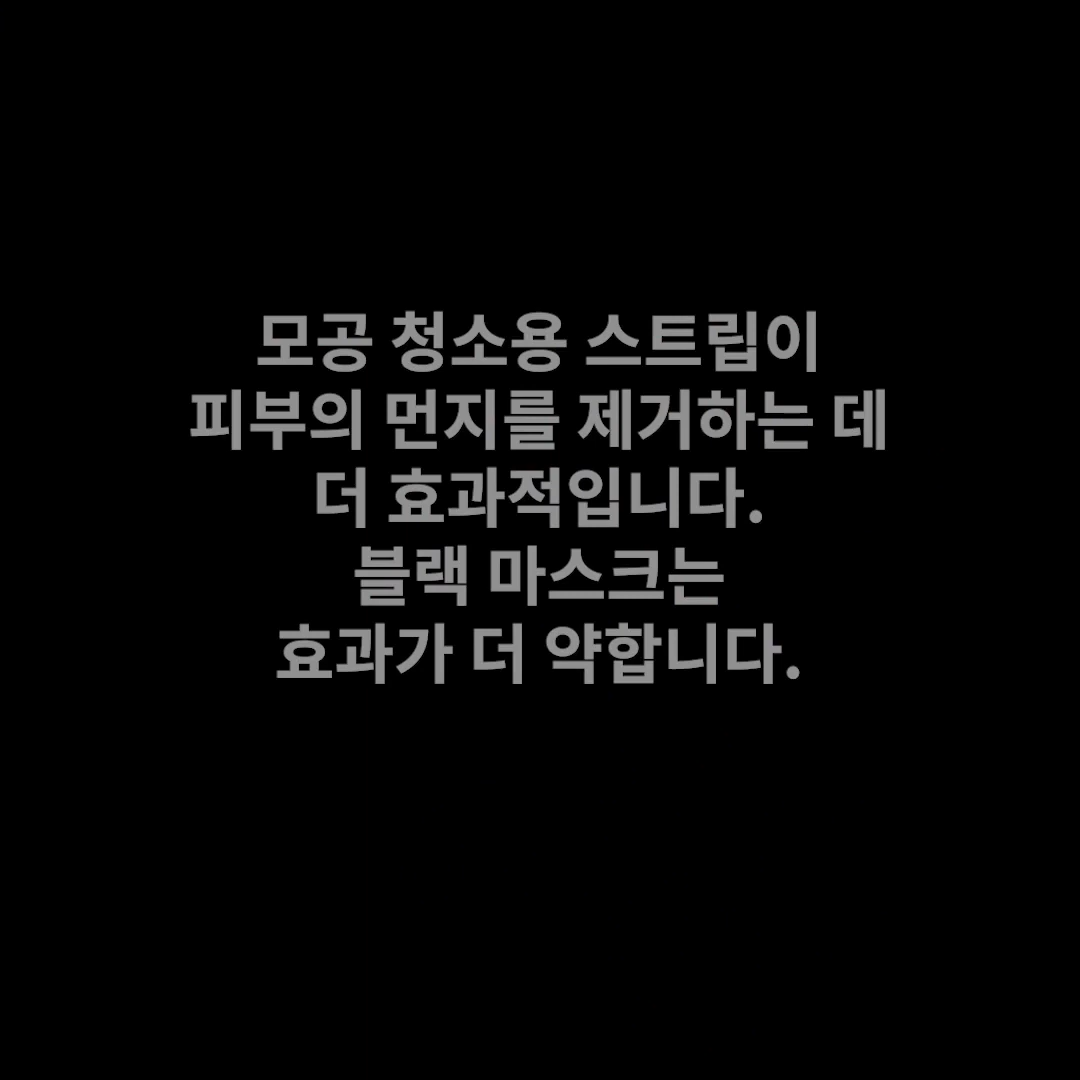 모공 청소용 스트립이
피부의 먼지를 제거하는 데
더 효과적입니다.
블랙 마스크는
효과가 더 약합니다.